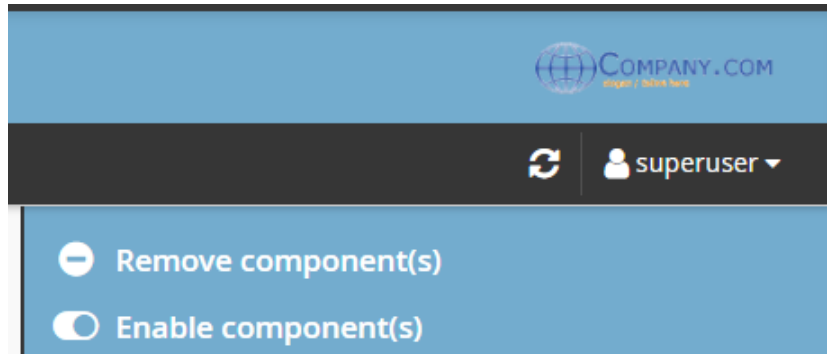 COMPANY.COM
superuser
Remove component(s)
Enable component(s)